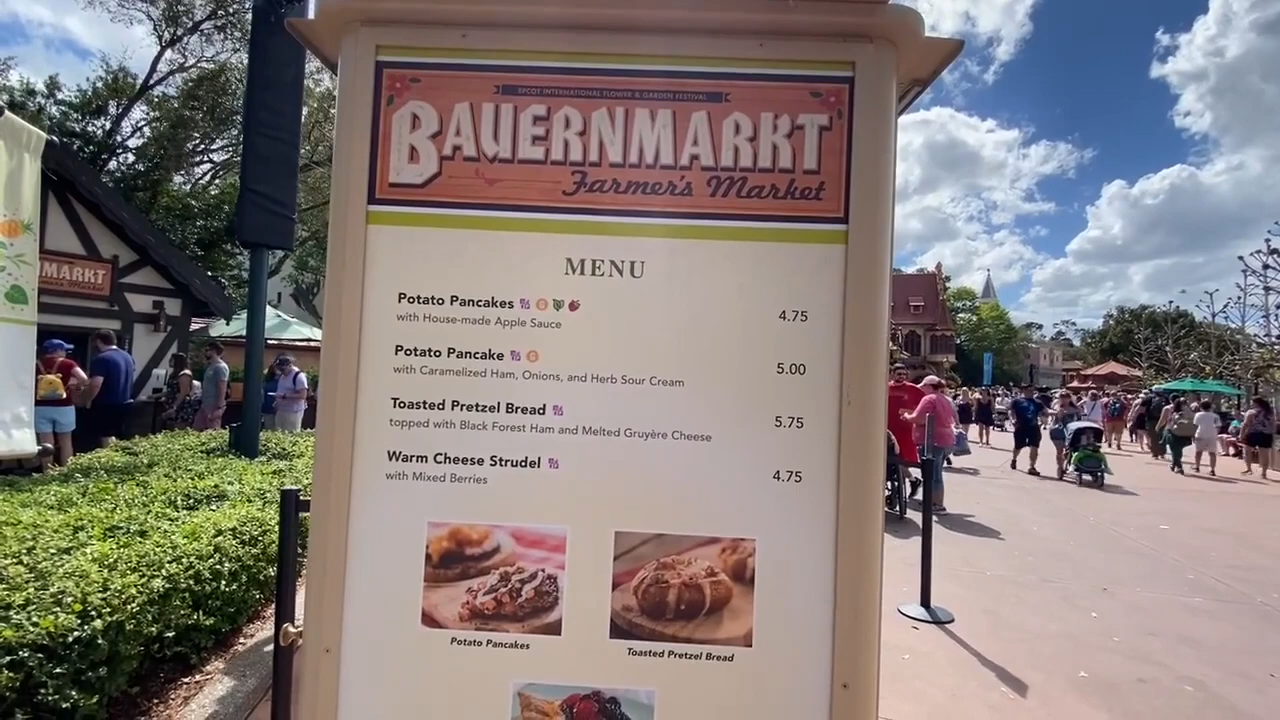 EPCOT INTERNATIONAL FLOWER & GARDEN FESTIVAL
BAUERNMARKT
Farmer's Market
MARKT
MENU
Potato Pancakes
with House-made Apple Sauce
4.75
Potato Pancake
with Caramelized Ham, Onions, and Herb Sour Cream
5.00
Toasted Pretzel Bread
topped with Black Forest Ham and Melted Gruyère Cheese
5.75
Warm Cheese Strudel
with Mixed Berries
4.75
Potato Pancakes
Toasted Pretzel Bread